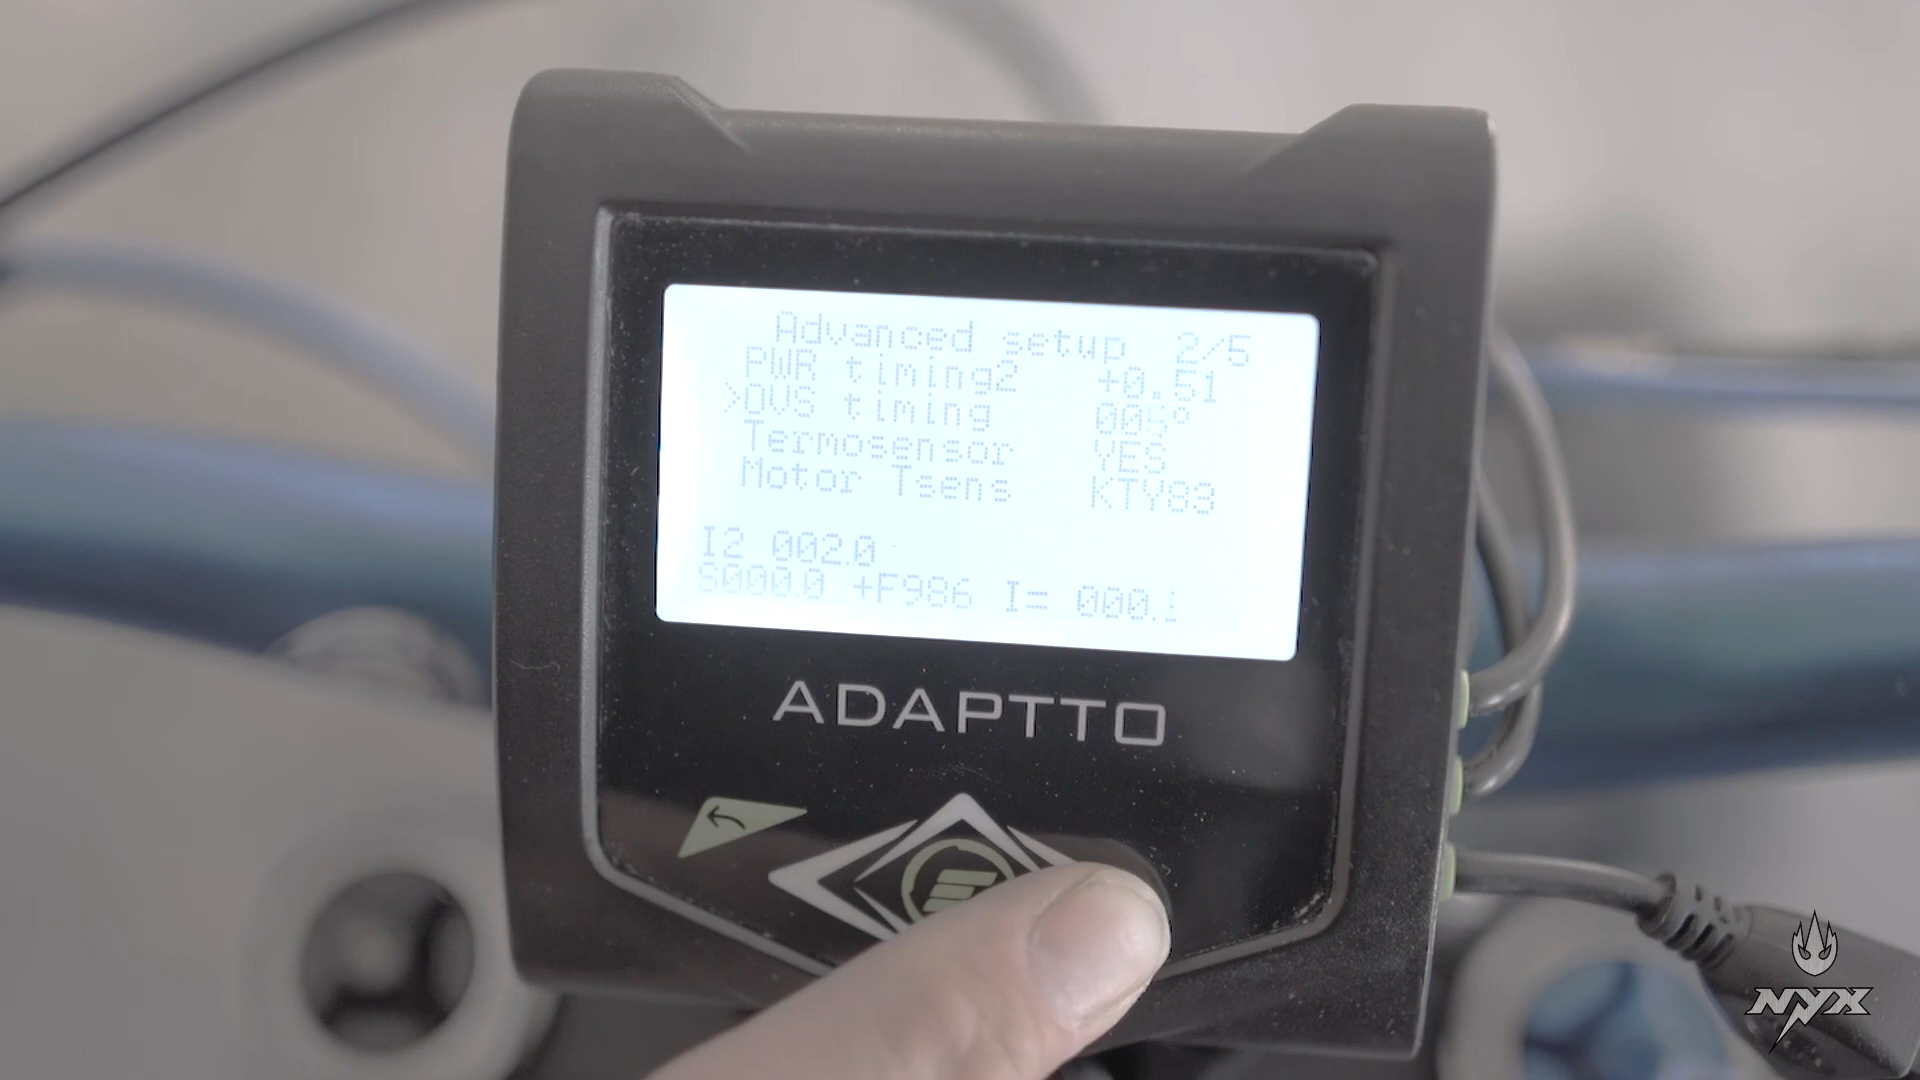 Advanced setup 2/5
PWR timing2 +0.51
>OVS timing 005°
Termosensor YES
Motor Tsens KTY83
I2 002.0
S000.0 +F986 I= 000.
ADAPTTO
NYX